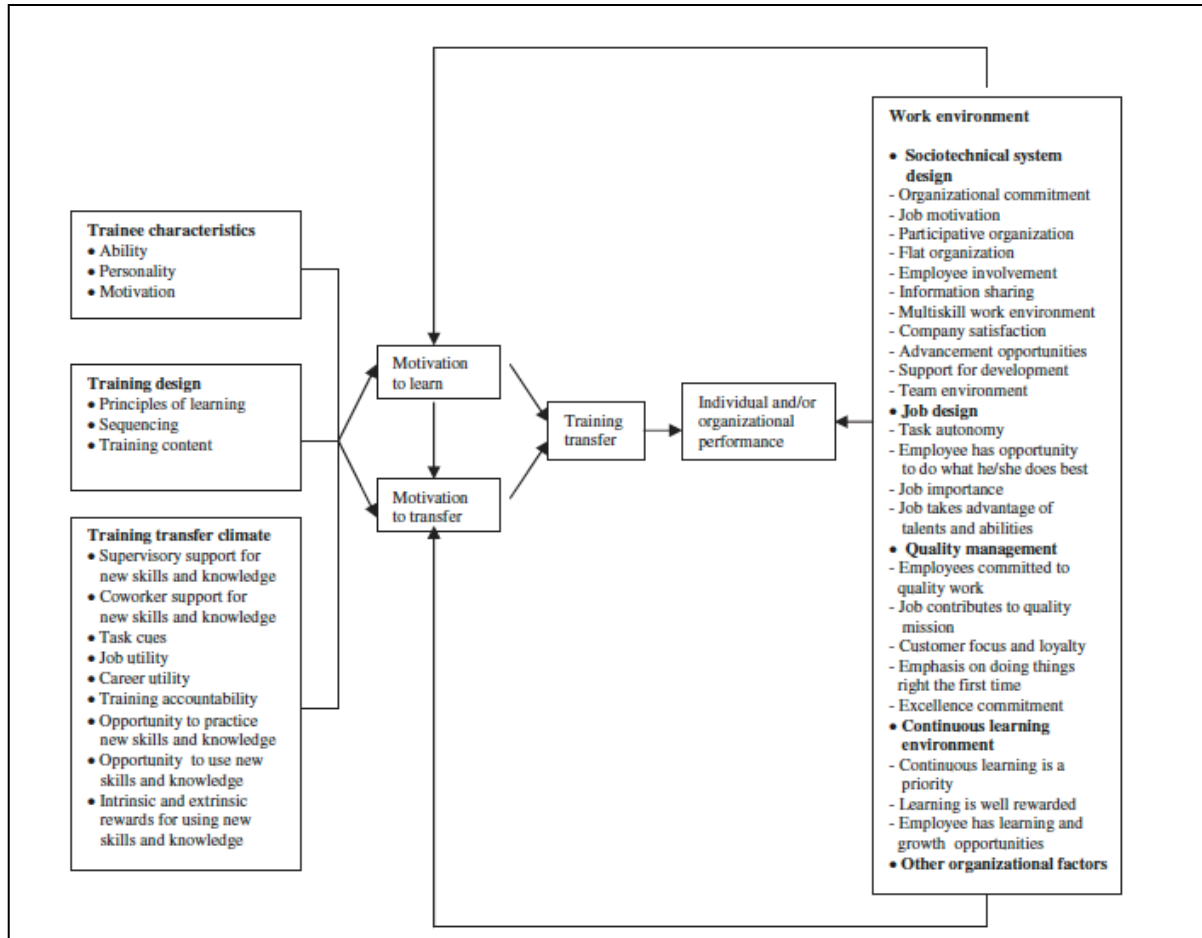 Trainee characteristics
• Ability
• Personality
• Motivation
Training design
• Principles of learning
• Sequencing
• Training content
Training transfer climate
• Supervisory support for
new skills and knowledge
• Coworker support for
new skills and knowledge
• Task cues
• Job utility
• Career utility
• Training accountability
• Opportunity to practice
new skills and knowledge
• Opportunity to use new
skills and knowledge
• Intrinsic and extrinsic
rewards for using new
skills and knowledge
Motivation
to learn
Motivation
to transfer
Training
transfer
Individual and/or
organizational
performance
Work environment
• Sociotechnical system
design
- Organizational commitment
- Job motivation
- Participative organization
- Flat organization
- Employee involvement
- Information sharing
- Multiskill work environment
- Company satisfaction
- Advancement opportunities
- Support for development
- Team environment
• Job design
- Task autonomy
- Employee has opportunity
to do what he/she does best
- Job importance
- Job takes advantage of
talents and abilities
• Quality management
- Employees committed to
quality work
- Job contributes to quality
mission
- Customer focus and loyalty
- Emphasis on doing things
right the first time
- Excellence commitment
• Continuous learning
environment
- Continuous learning is a
priority
- Learning is well rewarded
- Employee has learning and
growth opportunities
• Other organizational factors